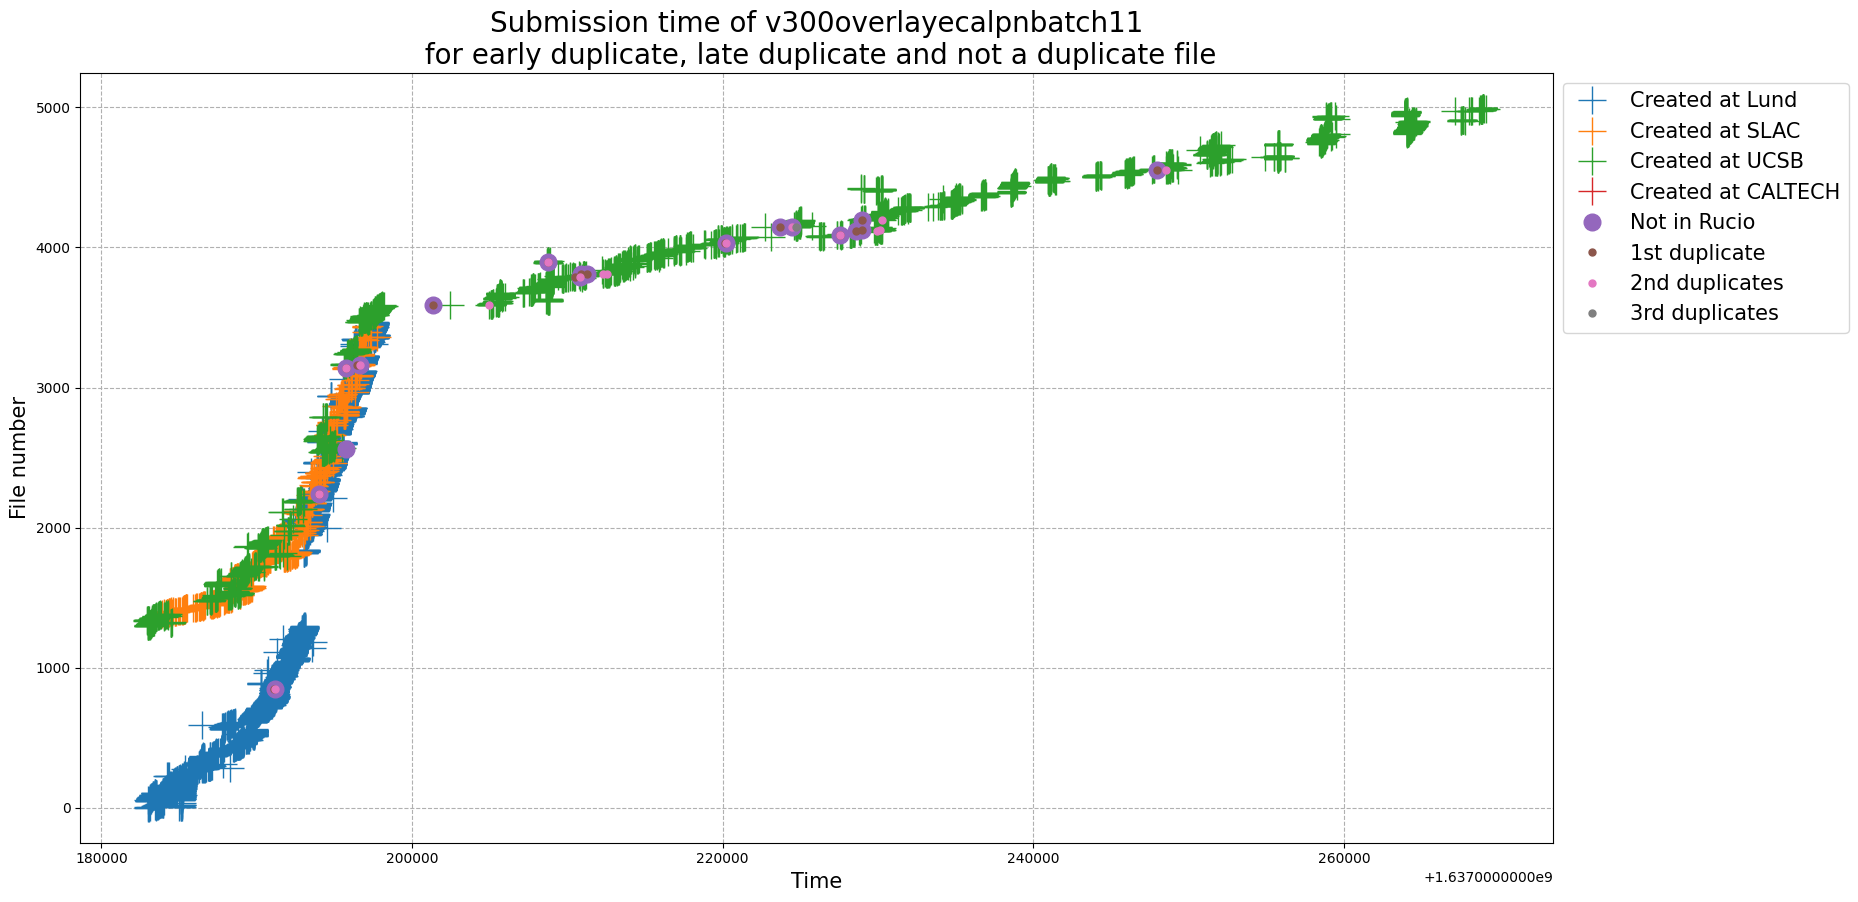 Submission time of v300overlayecalpnbatch11
for early duplicate, late duplicate and not a duplicate file
Created at Lund
Created at SLAC
Created at UCSB
Created at CALTECH
Not in Rucio
1st duplicate
2nd duplicates
3rd duplicates
File number
5000
4000
3000
2000
1000
0
180000
200000
220000
240000
260000
Time
+1.6370000000e9